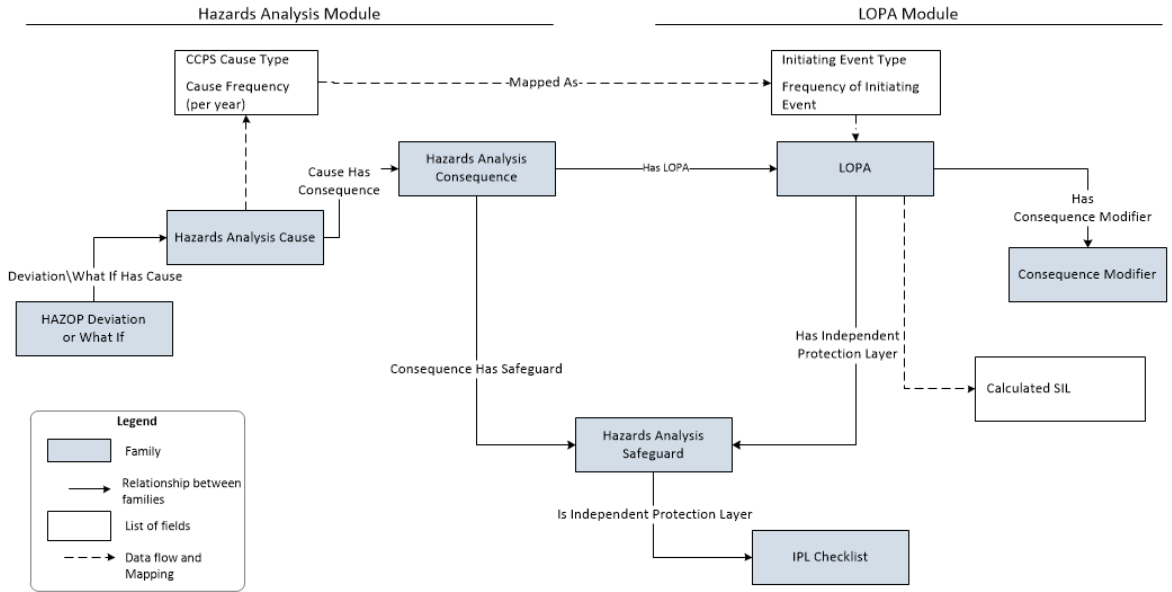 Hazards Analysis Module
LOPA Module
CCPS Cause Type
Cause Frequency
(per year)
Mapped As
Initiating Event Type
Frequency of Initiating
Event
Cause Has
Consequence
Hazards Analysis
Consequence
Has LOPA
LOPA
Has
Consequence Modifier
Hazards Analysis Cause
Deviation\What If Has Cause
Consequence Modifier
HAZOP Deviation
or What If
Has Independent
Protection Layer
Consequence Has Safeguard
Calculated SIL
Hazards Analysis
Safeguard
Is Independent Protection Layer
IPL Checklist
Legend
Family
Relationship between
families
List of fields
Data flow and
Mapping